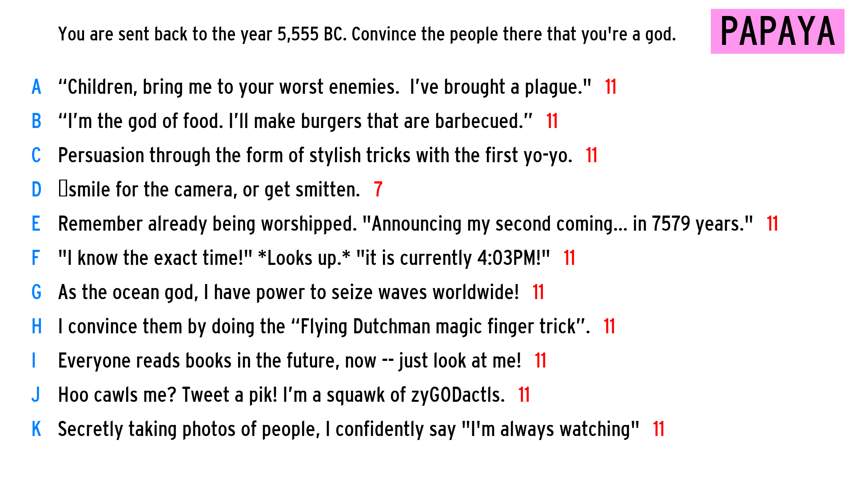 You are sent back to the year 5,555 BC. Convince the people there that you're a god.
PAPAYA
A “Children, bring me to your worst enemies. I’ve brought a plague." 11
B “I’m the god of food. I’ll make burgers that are barbecued.” 11
C Persuasion through the form of stylish tricks with the first yo-yo. 11
D smile for the camera, or get smitten. 7
E Remember already being worshipped. "Announcing my second coming... in 7579 years." 11
F "I know the exact time!" *Looks up.* "it is currently 4:03PM!" 11
G As the ocean god, I have power to seize waves worldwide! 11
H I convince them by doing the “Flying Dutchman magic finger trick”. 11
I Everyone reads books in the future, now -- just look at me! 11
J Hoo cawls me? Tweet a pik! I’m a squawk of zyGODactls. 11
K Secretly taking photos of people, I confidently say "I'm always watching" 11